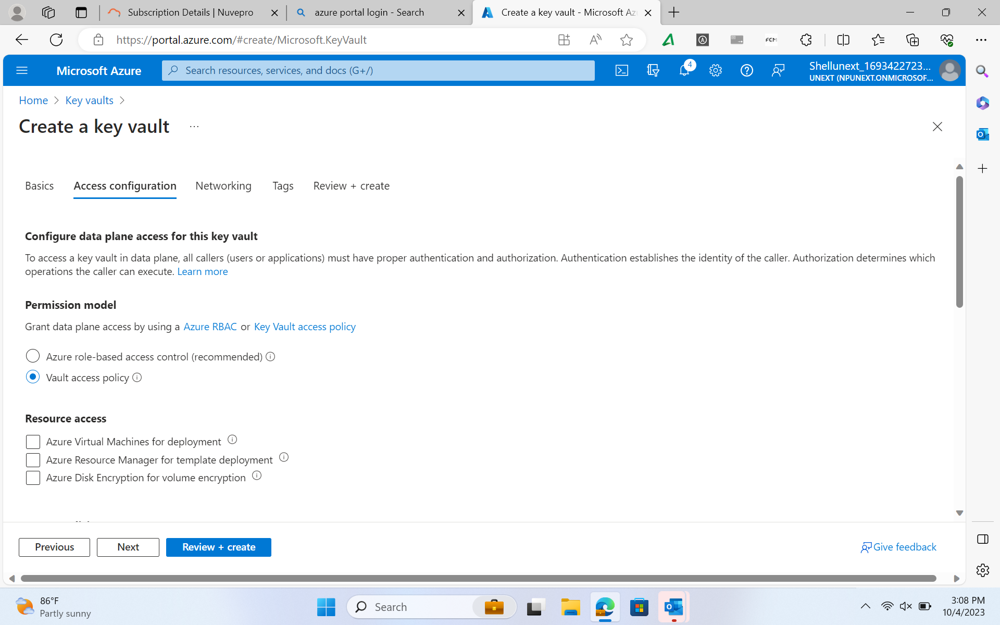 Subscription Details | Nuvepro
azure portal login - Search
Create a key vault - Microsoft Az
https://portal.azure.com/#create/Microsoft.KeyVault
FCM
Microsoft Azure
Search resources, services, and docs (G+/)
4
Shellunext_1693422723...
UNEXT (NPUNEXT.ONMICROSOF...
Home > Key vaults >
Create a key vault ...
Basics
Access configuration
Networking
Tags
Review + create
Configure data plane access for this key vault
To access a key vault in data plane, all callers (users or applications) must have proper authentication and authorization. Authentication establishes the identity of the caller. Authorization determines which
operations the caller can execute. Learn more
Permission model
Grant data plane access by using a Azure RBAC or Key Vault access policy
Azure role-based access control (recommended)
Vault access policy
Resource access
Azure Virtual Machines for deployment
Azure Resource Manager for template deployment
Azure Disk Encryption for volume encryption
Previous
Next
Review + create
Give feedback
86°F
Partly sunny
Search
3:08 PM
10/4/2023